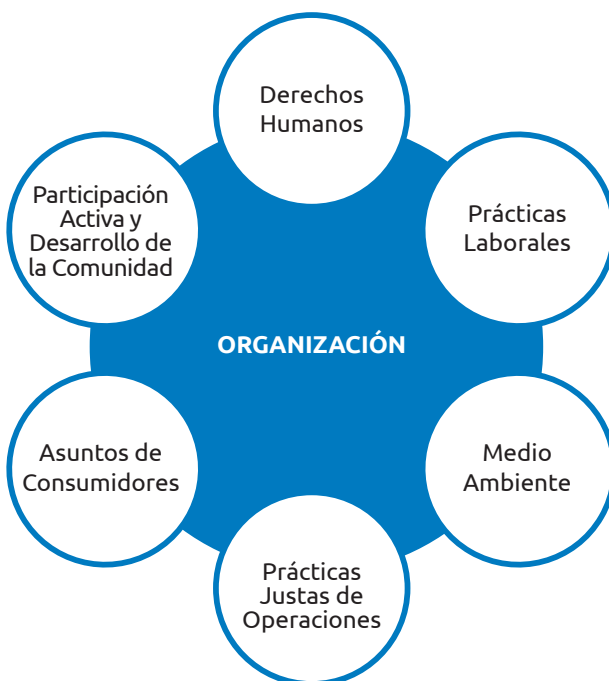 Derechos
Humanos
Prácticas
Laborales
Medio
Ambiente
Prácticas
Justas de
Operaciones
Asuntos de
Consumidores
Participación
Activa y
Desarrollo de
la Comunidad
ORGANIZACIÓN